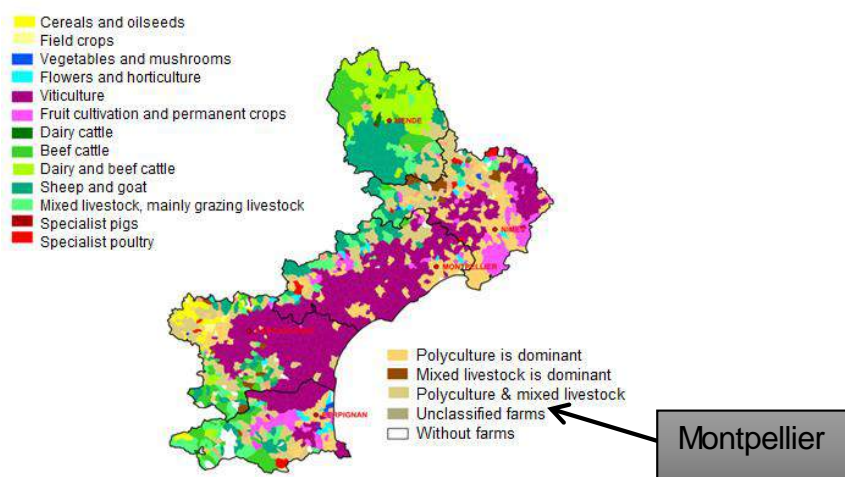 Cereals and oilseeds
Field crops
Vegetables and mushrooms
Flowers and horticulture
Viticulture
Fruit cultivation and permanent crops
Dairy cattle
Beef cattle
Dairy and beef cattle
Sheep and goat
Mixed livestock, mainly grazing livestock
Specialist pigs
Specialist poultry
MENDE
NIMES
MONTPELLIER
PERPIGNAN
Polyculture is dominant
Mixed livestock is dominant
Polyculture & mixed livestock
Unclassified farms
Without farms
Montpellier